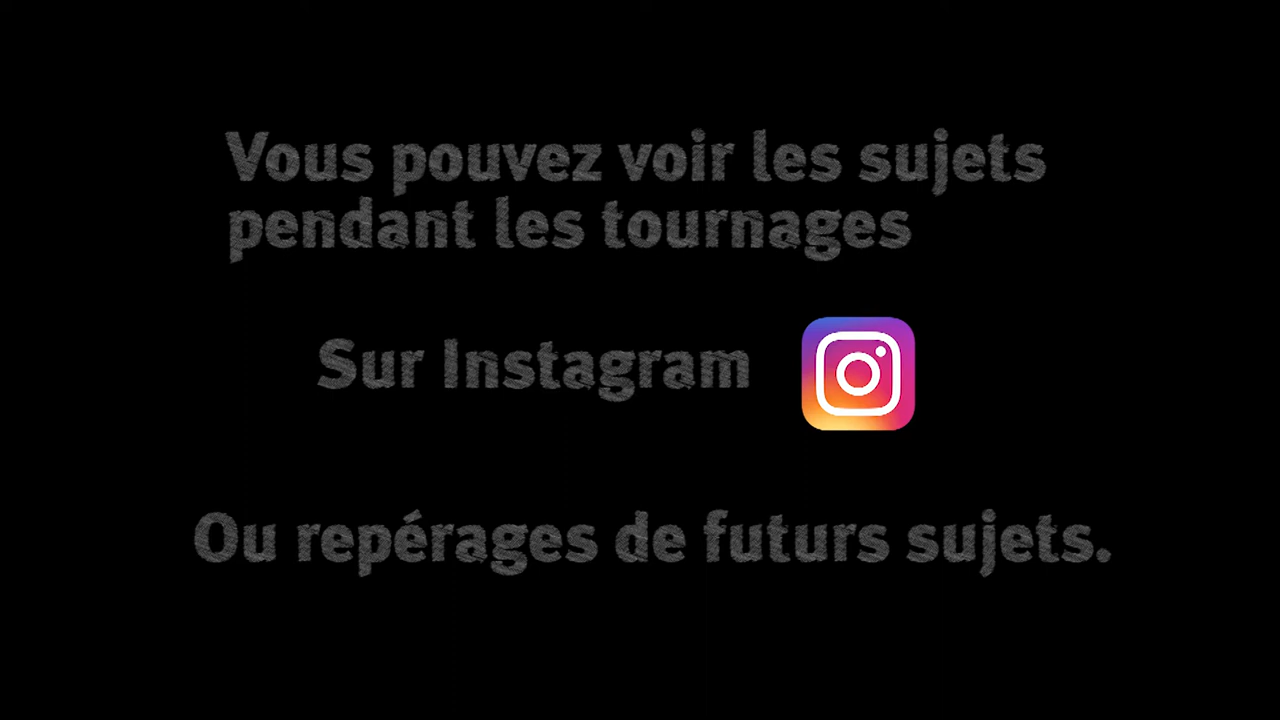 Vous pouvez voir les sujets
pendant les tournages
Sur Instagram
Ou repérages de futurs sujets.